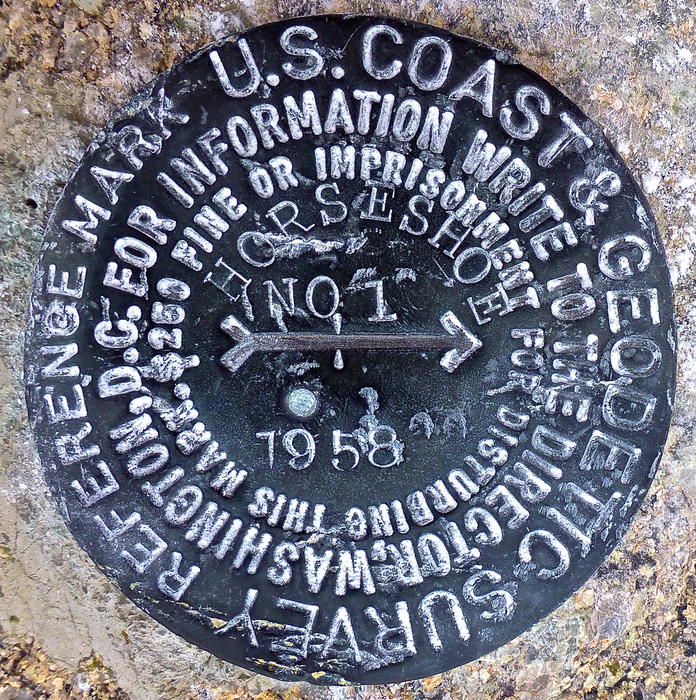 U.S. COAST & GEODETIC SURVEY REFERENCE MARK
FOR INFORMATION WRITE TO THE DIRECTOR, WASHINGTON, D.C.
$250 FINE OR IMPRISONMENT FOR DISTURBING THIS MARK.
HORSESHOE
NO 1
1958